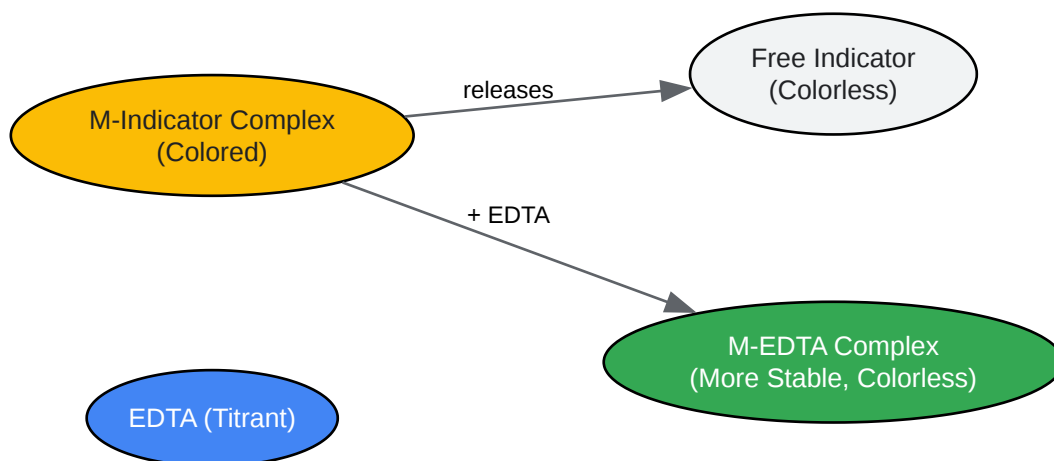 Free Indicator
(Colorless)
releases
M-Indicator Complex
(Colored)
+ EDTA
M-EDTA Complex
(More Stable, Colorless)
EDTA (Titrant)